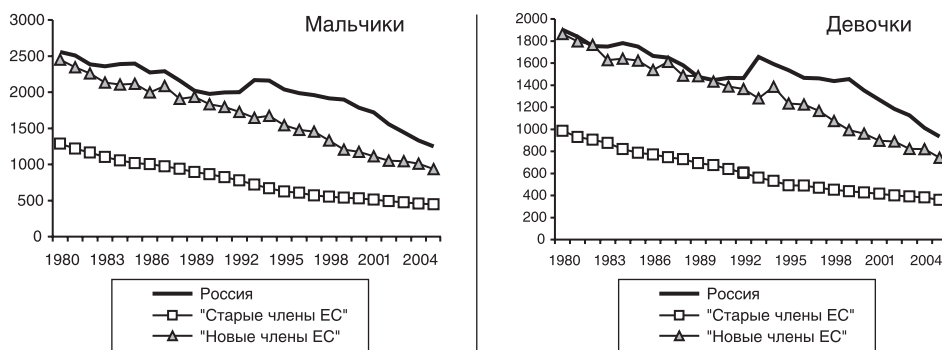 Мальчики
3000
2500
2000
1500
1000
500
0
1980 1983 1986 1989 1992 1995 1998 2001 2004
Россия
"Старые члены ЕС"
"Новые члены ЕС"
Девочки
2000
1800
1600
1400
1200
1000
800
600
400
200
0
1980 1983 1986 1989 1992 1995 1998 2001 2004
Россия
"Старые члены ЕС"
"Новые члены ЕС"